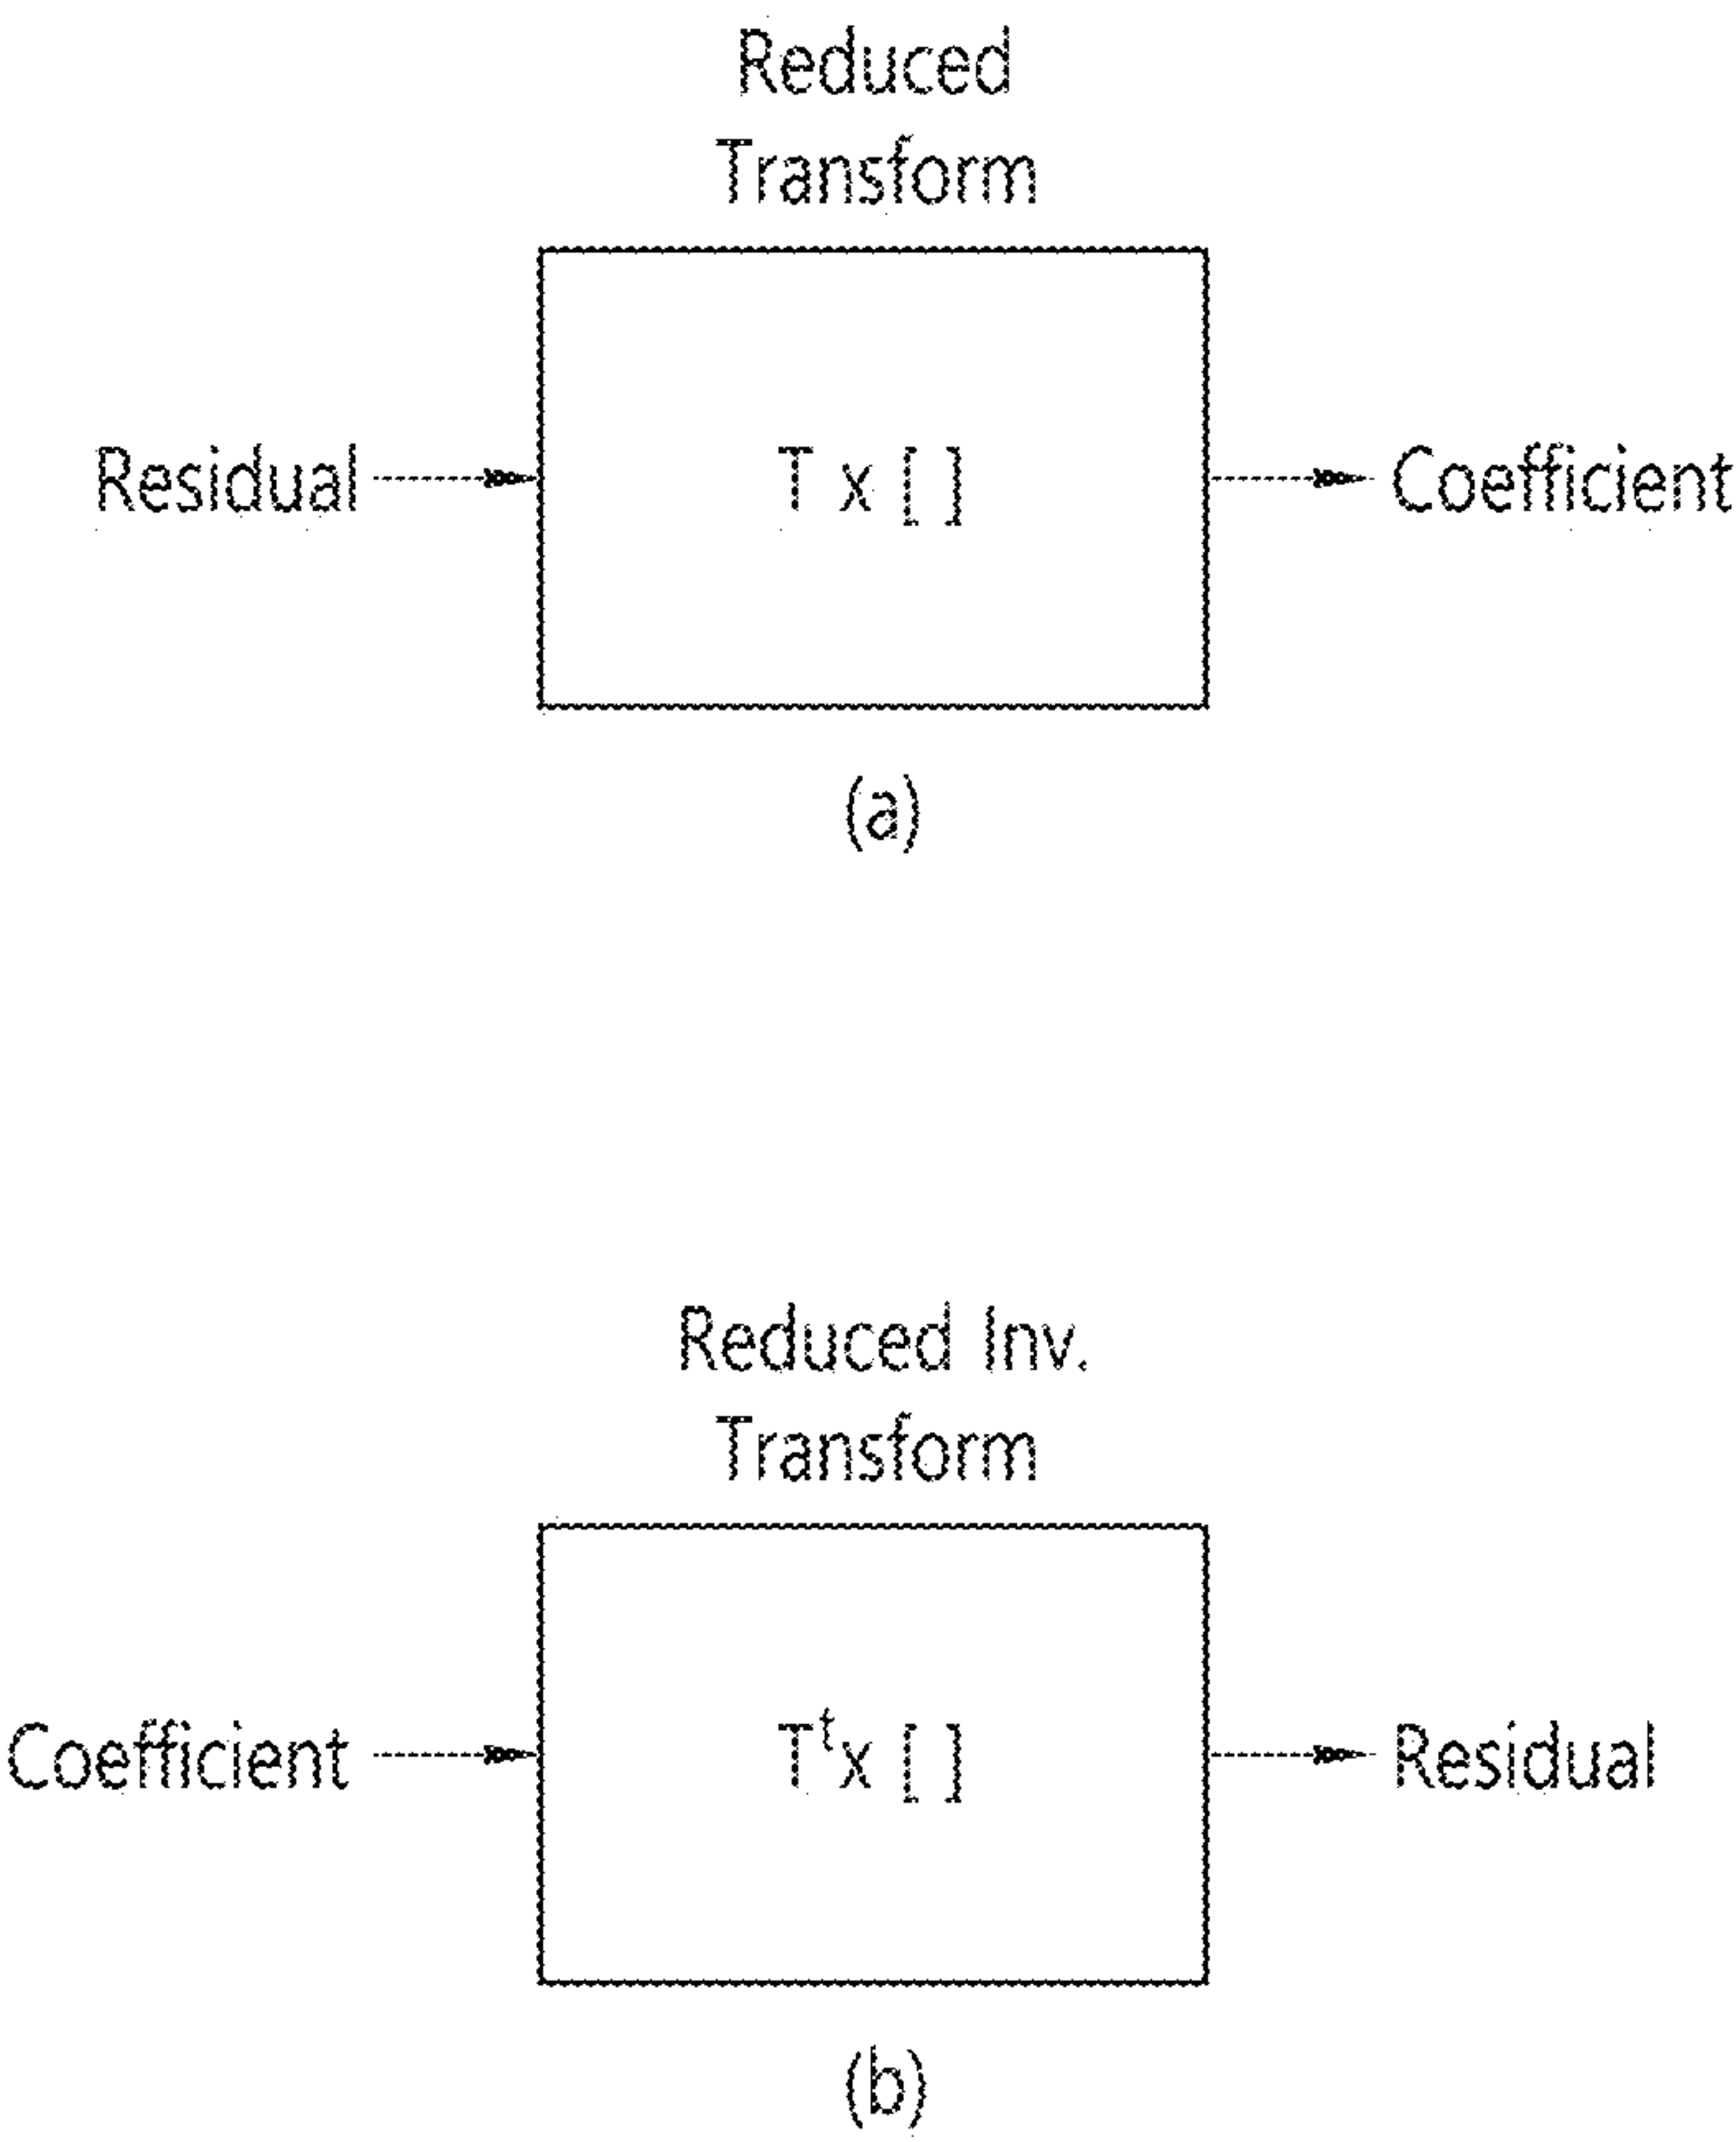 Reduced
Transform
Residual
T x [ ]
Coefficient
(a)
Reduced Inv.
Transform
Coefficient
Tᵗx [ ]
Residual
(b)